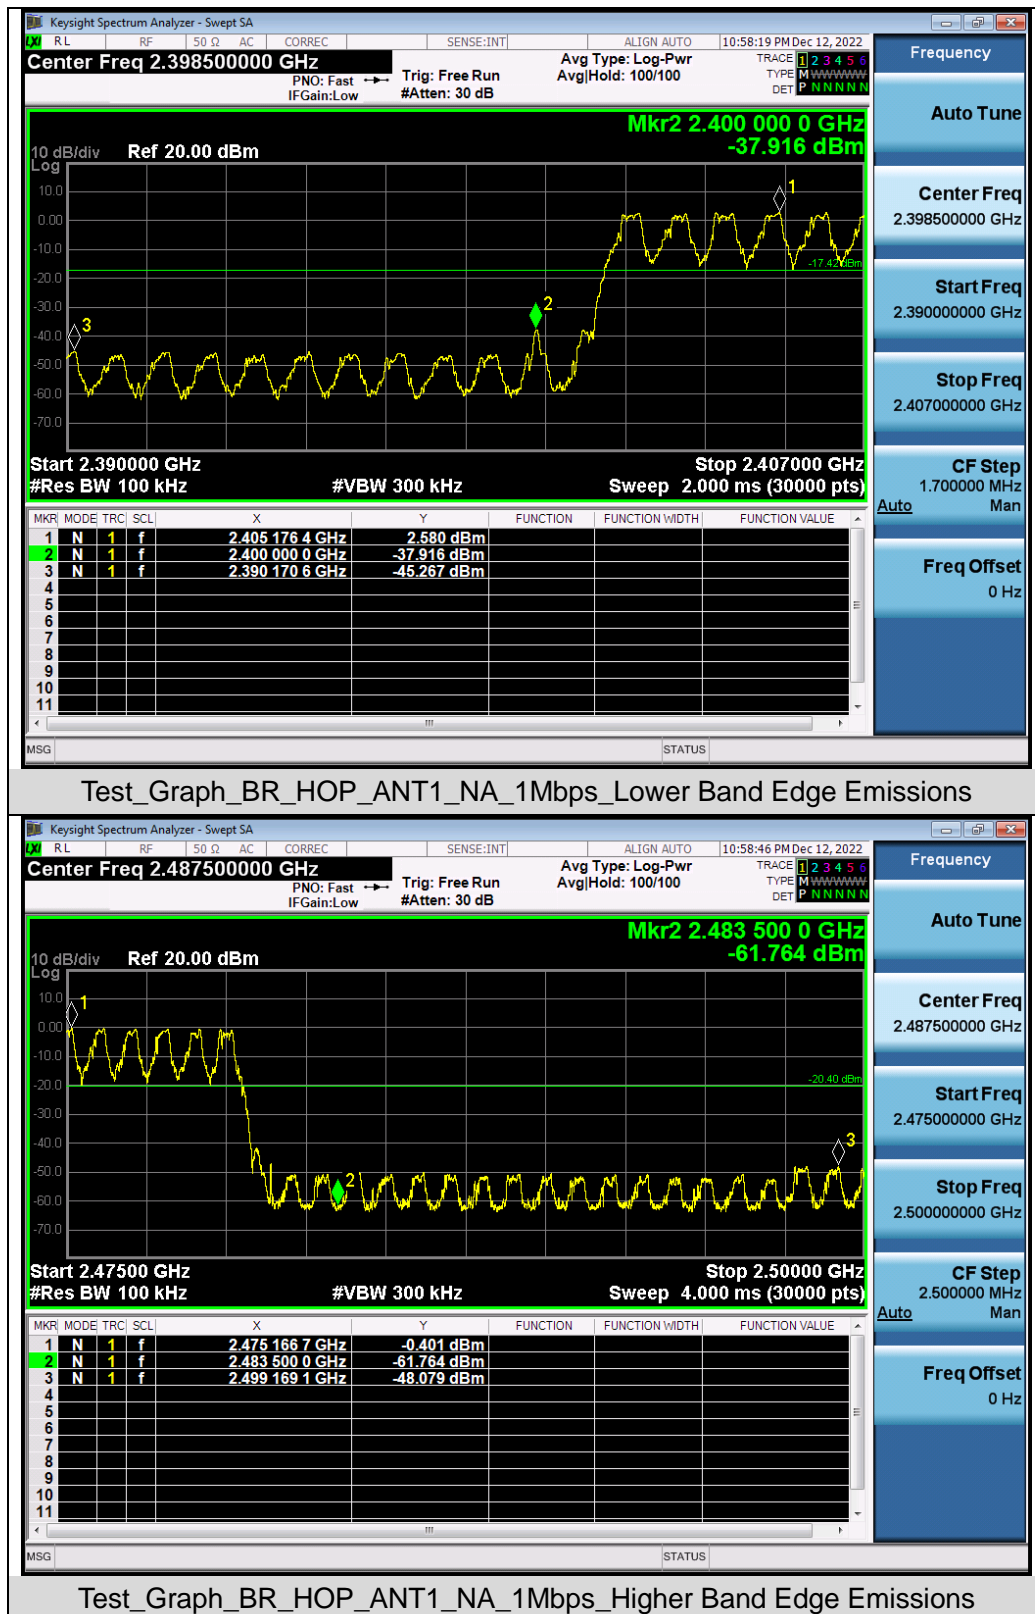 Keysight Spectrum Analyzer - Swept SA
LXI RL RF 50 Ω AC CORREC SENSE:INT ALIGN AUTO 10:58:19 PM Dec 12, 2022
Center Freq 2.398500000 GHz
PNO: Fast
IFGain:Low
Trig: Free Run
#Atten: 30 dB
Avg Type: Log-Pwr
Avg|Hold: 100/100
TRACE 1 2 3 4 5 6
TYPE M WWWWW
DET P N N N N N
Mkr2 2.400 000 0 GHz
-37.916 dBm
10 dB/div Ref 20.00 dBm
Log
10.0
0.00
-10.0
-20.0
-30.0
-40.0
-50.0
-60.0
-70.0
1
2
3
-17.42 dBm
Start 2.390000 GHz Stop 2.407000 GHz
#Res BW 100 kHz #VBW 300 kHz Sweep 2.000 ms (30000 pts)
MKR MODE TRC SCL X Y FUNCTION FUNCTION WIDTH FUNCTION VALUE
1 N 1 f 2.405 176 4 GHz 2.580 dBm
2 N 1 f 2.400 000 0 GHz -37.916 dBm
3 N 1 f 2.390 170 6 GHz -45.267 dBm
4
5
6
7
8
9
10
11
MSG STATUS
Frequency
Auto Tune
Center Freq
2.398500000 GHz
Start Freq
2.390000000 GHz
Stop Freq
2.407000000 GHz
CF Step
1.700000 MHz
Auto Man
Freq Offset
0 Hz
Test_Graph_BR_HOP_ANT1_NA_1Mbps_Lower Band Edge Emissions
Keysight Spectrum Analyzer - Swept SA
LXI RL RF 50 Ω AC CORREC SENSE:INT ALIGN AUTO 10:58:46 PM Dec 12, 2022
Center Freq 2.487500000 GHz
PNO: Fast
IFGain:Low
Trig: Free Run
#Atten: 30 dB
Avg Type: Log-Pwr
Avg|Hold: 100/100
TRACE 1 2 3 4 5 6
TYPE M WWWWW
DET P N N N N N
Mkr2 2.483 500 0 GHz
-61.764 dBm
10 dB/div Ref 20.00 dBm
Log
10.0
0.00
-10.0
-20.0
-30.0
-40.0
-50.0
-60.0
-70.0
1
2
3
-20.40 dBm
Start 2.47500 GHz Stop 2.50000 GHz
#Res BW 100 kHz #VBW 300 kHz Sweep 4.000 ms (30000 pts)
MKR MODE TRC SCL X Y FUNCTION FUNCTION WIDTH FUNCTION VALUE
1 N 1 f 2.475 166 7 GHz -0.401 dBm
2 N 1 f 2.483 500 0 GHz -61.764 dBm
3 N 1 f 2.499 169 1 GHz -48.079 dBm
4
5
6
7
8
9
10
11
MSG STATUS
Frequency
Auto Tune
Center Freq
2.487500000 GHz
Start Freq
2.475000000 GHz
Stop Freq
2.500000000 GHz
CF Step
2.500000 MHz
Auto Man
Freq Offset
0 Hz
Test_Graph_BR_HOP_ANT1_NA_1Mbps_Higher Band Edge Emissions